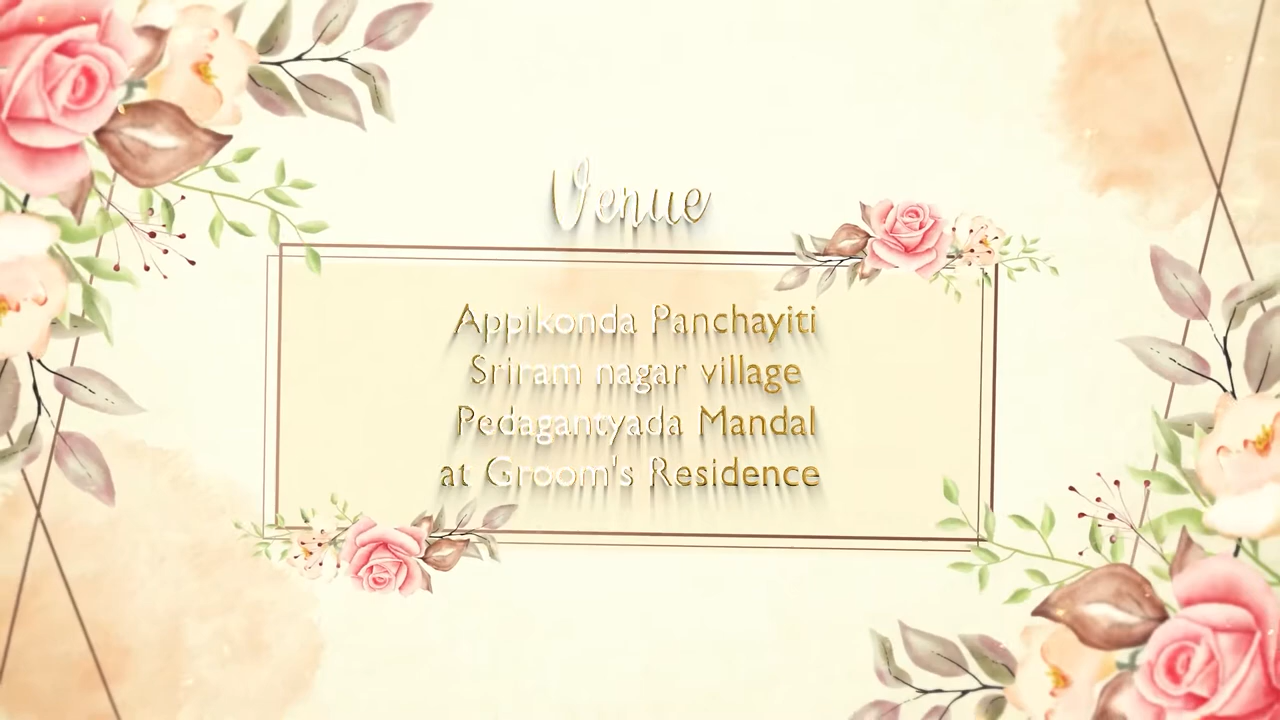 Venue
Appikonda Panchayiti
Sriram nagar village
Pedagantyada Mandal
at Groom's Residence